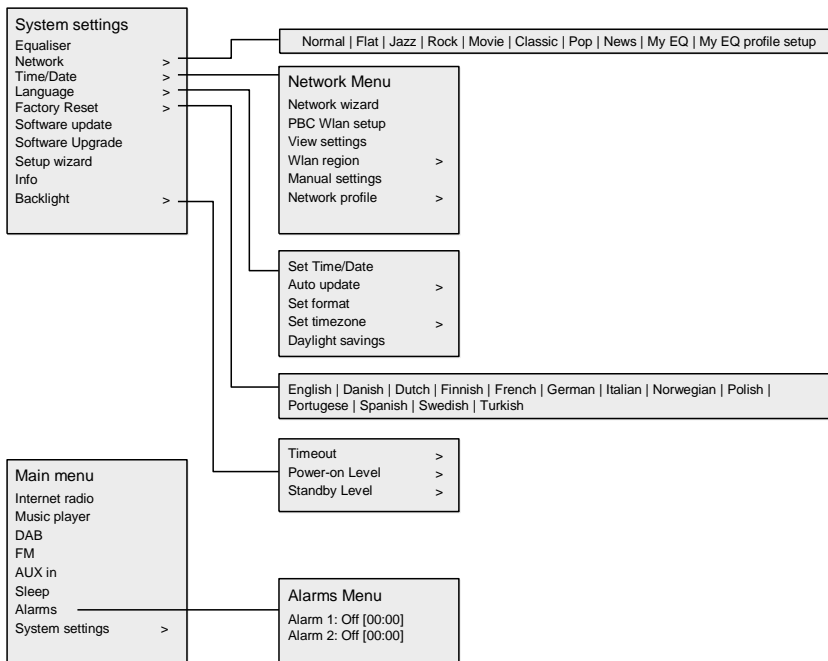 System settings
Equaliser
Network >
Time/Date >
Language >
Factory Reset >
Software update
Software Upgrade
Setup wizard
Info
Backlight >
Normal | Flat | Jazz | Rock | Movie | Classic | Pop | News | My EQ | My EQ profile setup
Network Menu
Network wizard
PBC Wlan setup
View settings
Wlan region >
Manual settings
Network profile >
Set Time/Date
Auto update >
Set format
Set timezone >
Daylight savings
English | Danish | Dutch | Finnish | French | German | Italian | Norwegian | Polish |
Portugese | Spanish | Swedish | Turkish
Timeout >
Power-on Level >
Standby Level >
Main menu
Internet radio
Music player
DAB
FM
AUX in
Sleep
Alarms
System settings >
Alarms Menu
Alarm 1: Off [00:00]
Alarm 2: Off [00:00]